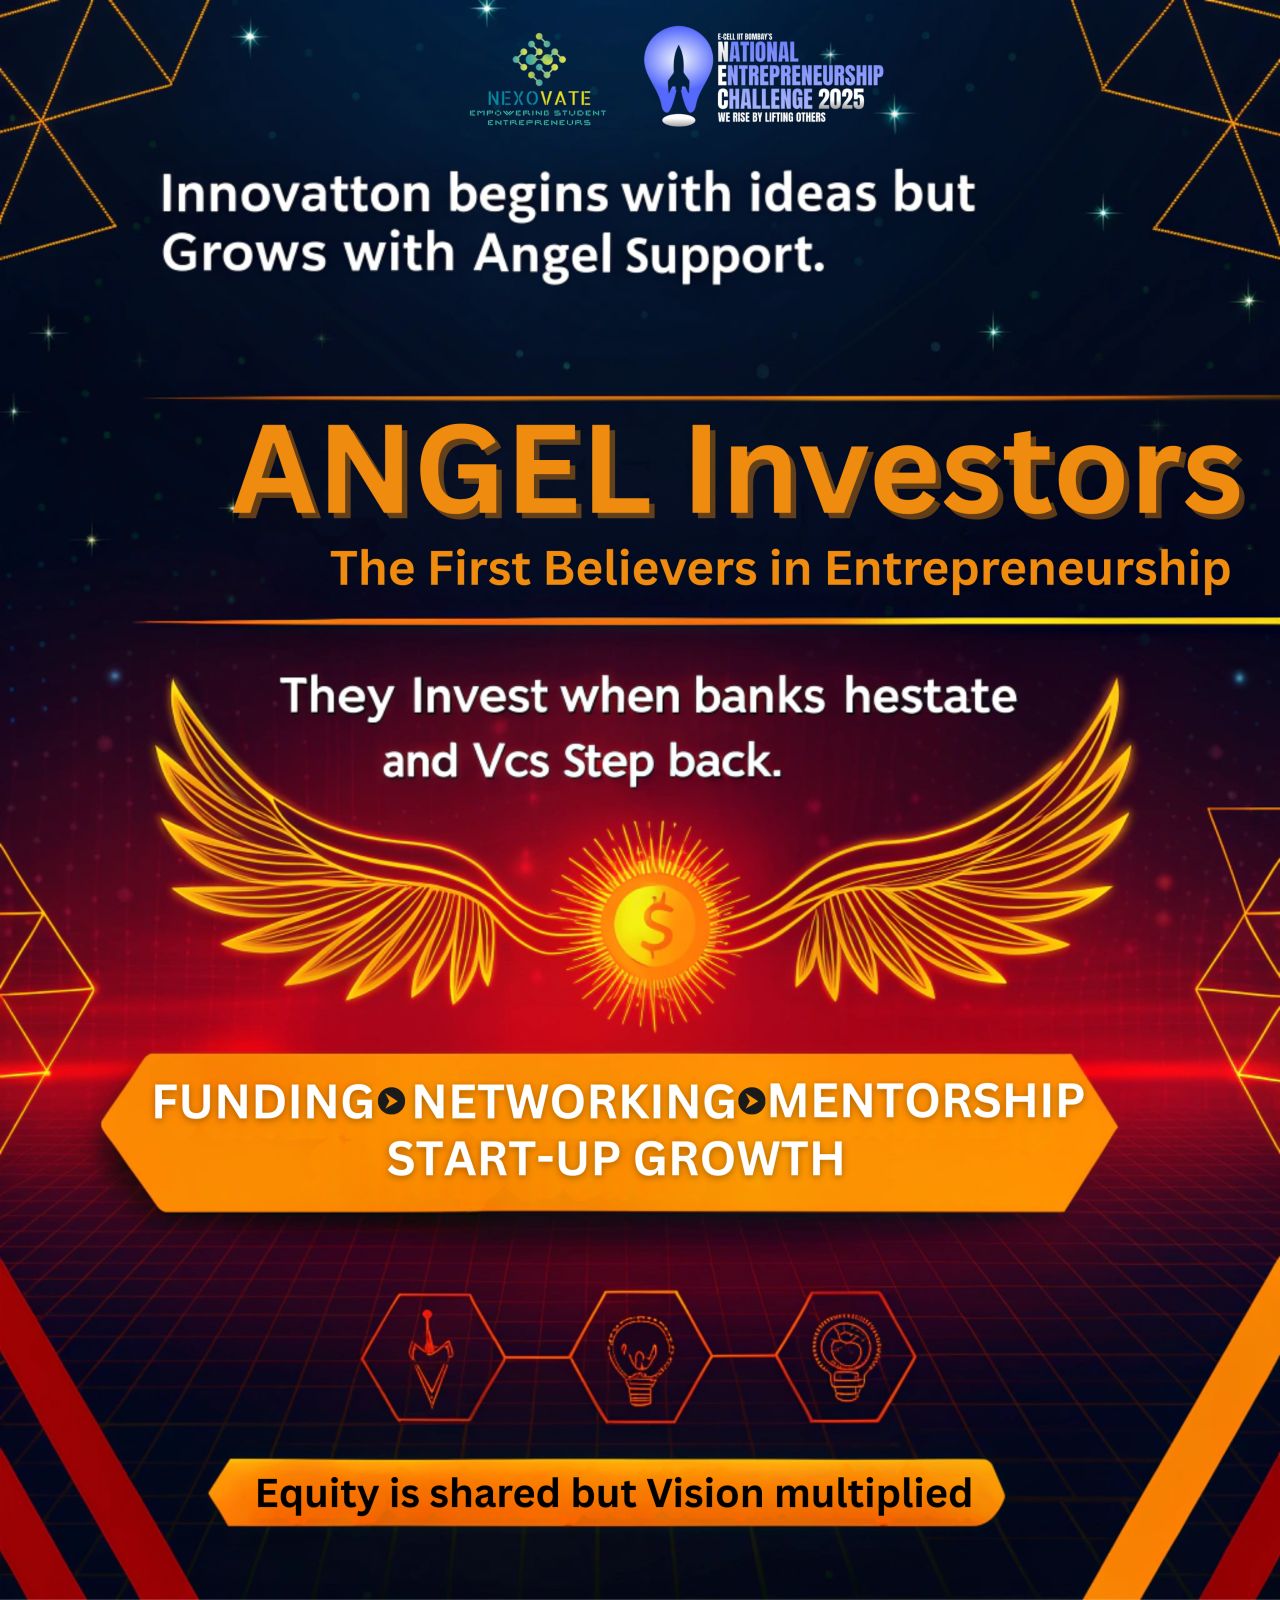 NEXOVATE
EMPOWERING STUDENT
ENTREPRENEURS
E-CELL IIT BOMBAY'S
NATIONAL
ENTREPRENEURSHIP
CHALLENGE 2025
WE RISE BY LIFTING OTHERS
Innovatton begins with ideas but
Grows with Angel Support.
ANGEL Investors
The First Believers in Entrepreneurship
They Invest when banks hestate
and Vcs Step back.
$
FUNDING NETWORKING MENTORSHIP
START-UP GROWTH
Equity is shared but Vision multiplied